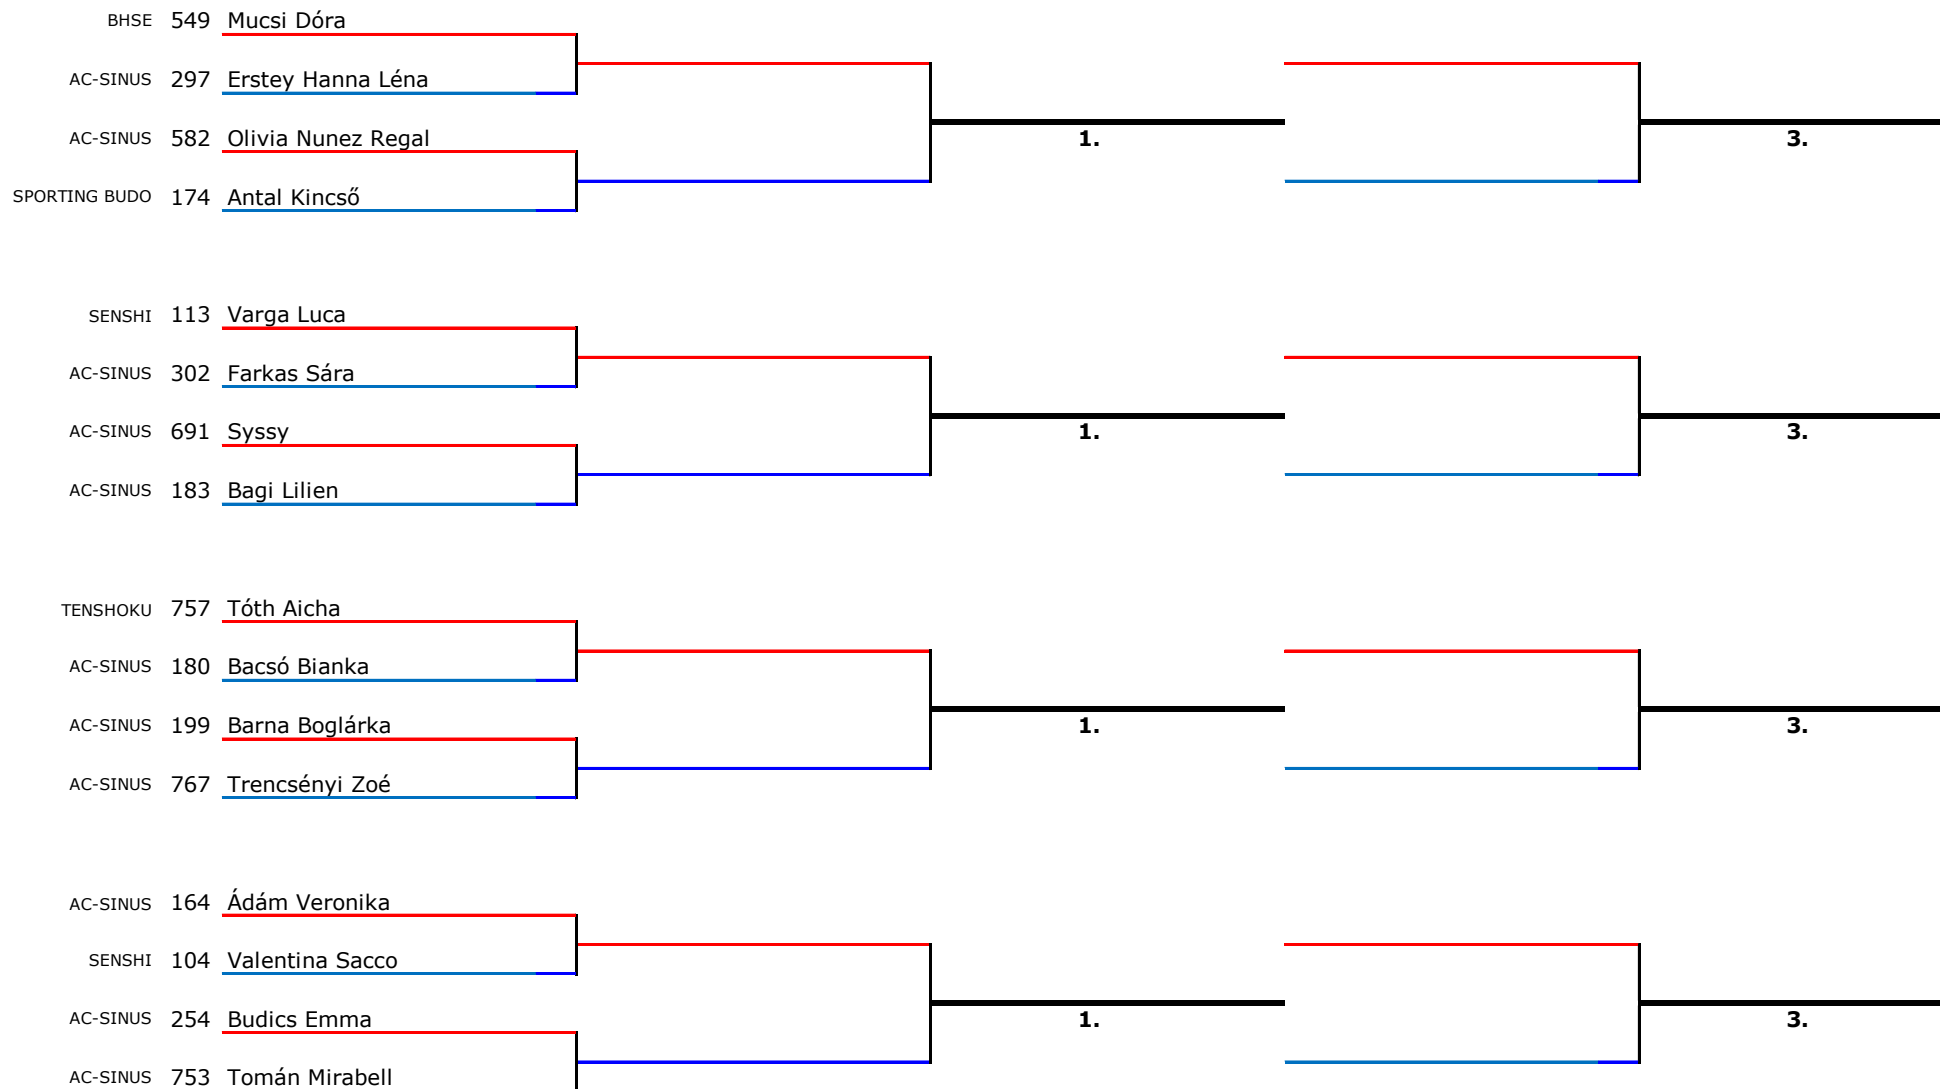 BHSE 549 Mucsi Dóra
AC-SINUS 297 Erstey Hanna Léna
AC-SINUS 582 Olivia Nunez Regal
1.
3.
SPORTING BUDO 174 Antal Kincső
SENSHI 113 Varga Luca
AC-SINUS 302 Farkas Sára
AC-SINUS 691 Syssy
1.
3.
AC-SINUS 183 Bagi Lilien
TENSHOKU 757 Tóth Aicha
AC-SINUS 180 Bacsó Bianka
AC-SINUS 199 Barna Boglárka
1.
3.
AC-SINUS 767 Trencsényi Zoé
AC-SINUS 164 Ádám Veronika
SENSHI 104 Valentina Sacco
AC-SINUS 254 Budics Emma
1.
3.
AC-SINUS 753 Tomán Mirabell